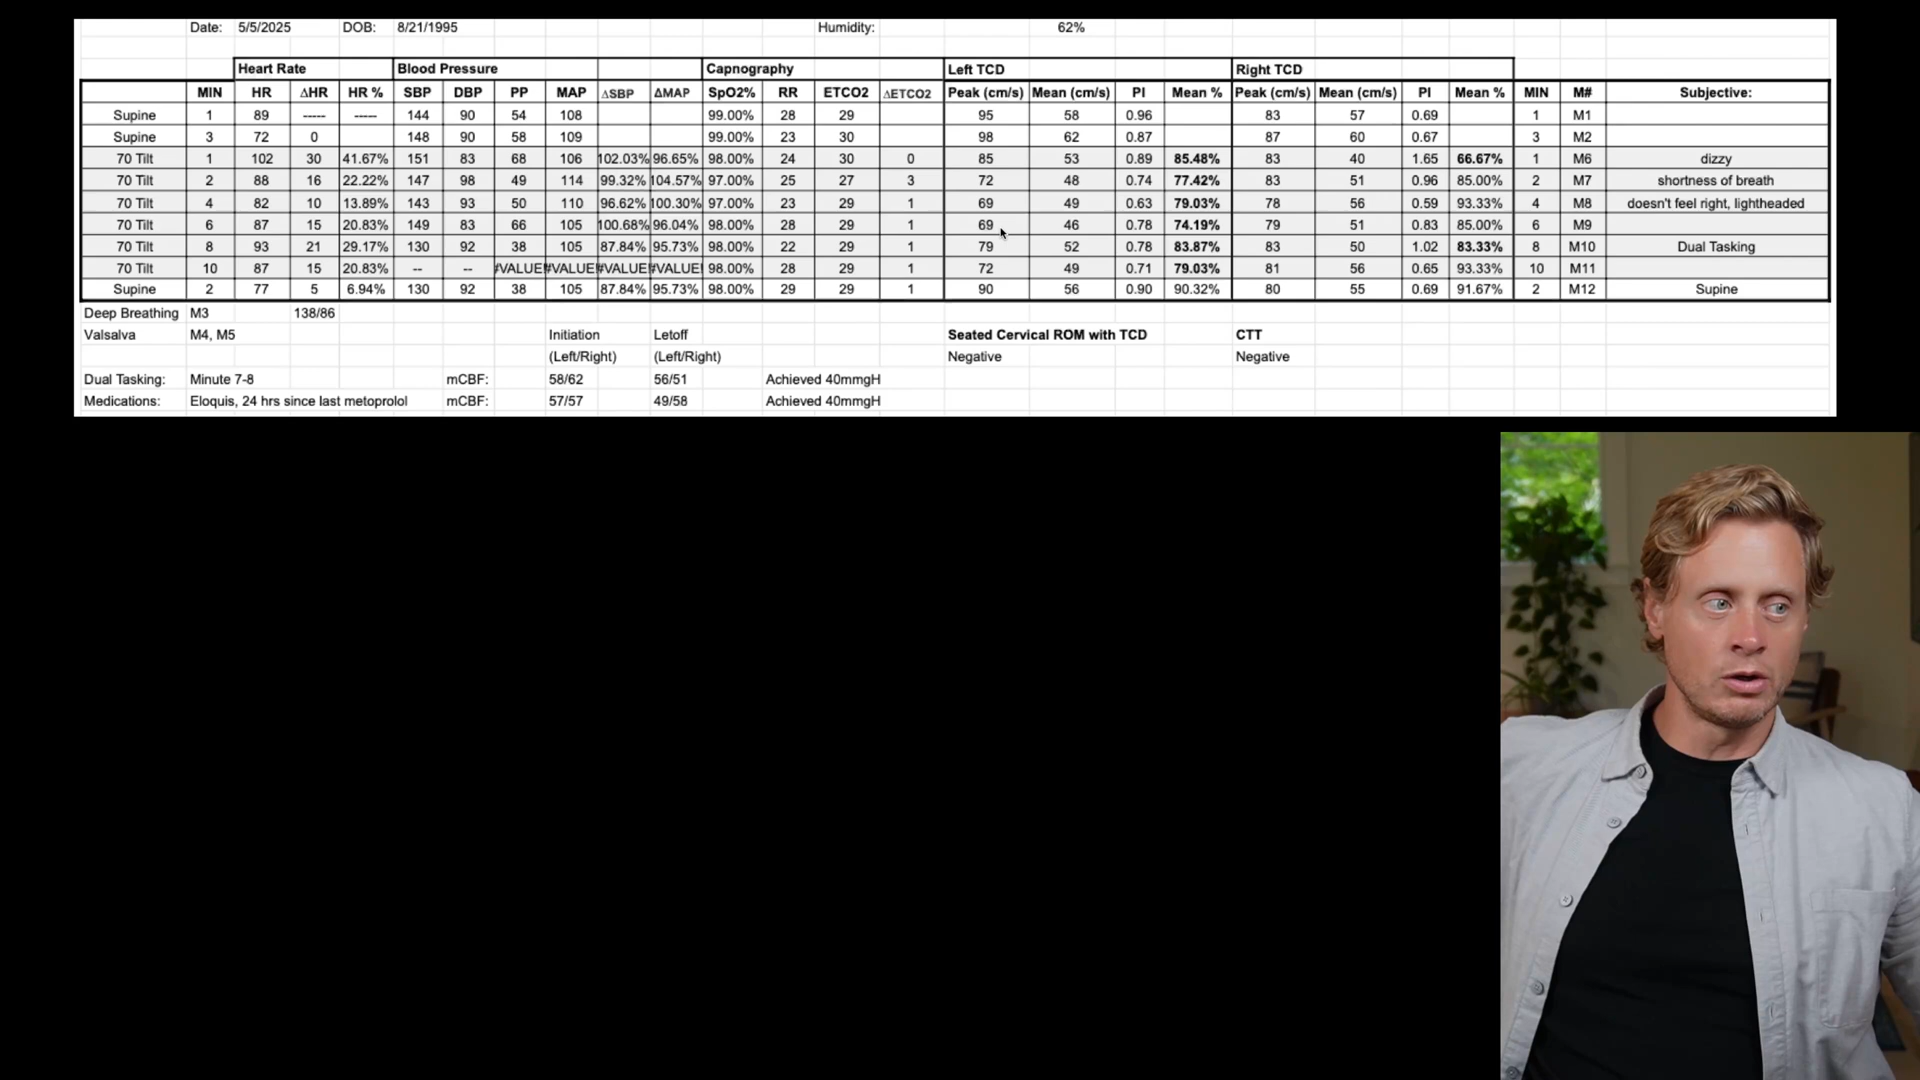 Date: 5/5/2025 DOB: 8/21/1995 Humidity: 62%
Heart Rate Blood Pressure Capnography Left TCD Right TCD
MIN HR ΔHR HR % SBP DBP PP MAP ΔSBP ΔMAP SpO2% RR ETCO2 ΔETCO2 Peak (cm/s) Mean (cm/s) PI Mean % Peak (cm/s) Mean (cm/s) PI Mean % MIN M# Subjective:
Supine 1 89 ----- ----- 144 90 54 108 99.00% 28 29 95 58 0.96 83 57 0.69 1 M1
Supine 3 72 0 148 90 58 109 99.00% 23 30 98 62 0.87 87 60 0.67 3 M2
70 Tilt 1 102 30 41.67% 151 83 68 106 102.03% 96.65% 98.00% 24 30 0 85 53 0.89 85.48% 83 40 1.65 66.67% 1 M6 dizzy
70 Tilt 2 88 16 22.22% 147 98 49 114 99.32% 104.57% 97.00% 25 27 3 72 48 0.74 77.42% 83 51 0.96 85.00% 2 M7 shortness of breath
70 Tilt 4 82 10 13.89% 143 93 50 110 96.62% 100.30% 97.00% 23 29 1 69 49 0.63 79.03% 78 56 0.59 93.33% 4 M8 doesn't feel right, lightheaded
70 Tilt 6 87 15 20.83% 149 83 66 105 100.68% 96.04% 98.00% 28 29 1 69 46 0.78 74.19% 79 51 0.83 85.00% 6 M9
70 Tilt 8 93 21 29.17% 130 92 38 105 87.84% 95.73% 98.00% 22 29 1 79 52 0.78 83.87% 83 50 1.02 83.33% 8 M10 Dual Tasking
70 Tilt 10 87 15 20.83% -- -- #VALUE! #VALUE! #VALUE! #VALUE! 98.00% 28 29 1 72 49 0.71 79.03% 81 56 0.65 93.33% 10 M11
Supine 2 77 5 6.94% 130 92 38 105 87.84% 95.73% 98.00% 29 29 1 90 56 0.90 90.32% 80 55 0.69 91.67% 2 M12 Supine
Deep Breathing M3 138/86
Valsalva M4, M5 Initiation Letoff Seated Cervical ROM with TCD CTT
(Left/Right) (Left/Right) Negative Negative
Dual Tasking: Minute 7-8 mCBF: 58/62 56/51 Achieved 40mmgH
Medications: Eloquis, 24 hrs since last metoprolol mCBF: 57/57 49/58 Achieved 40mmgH